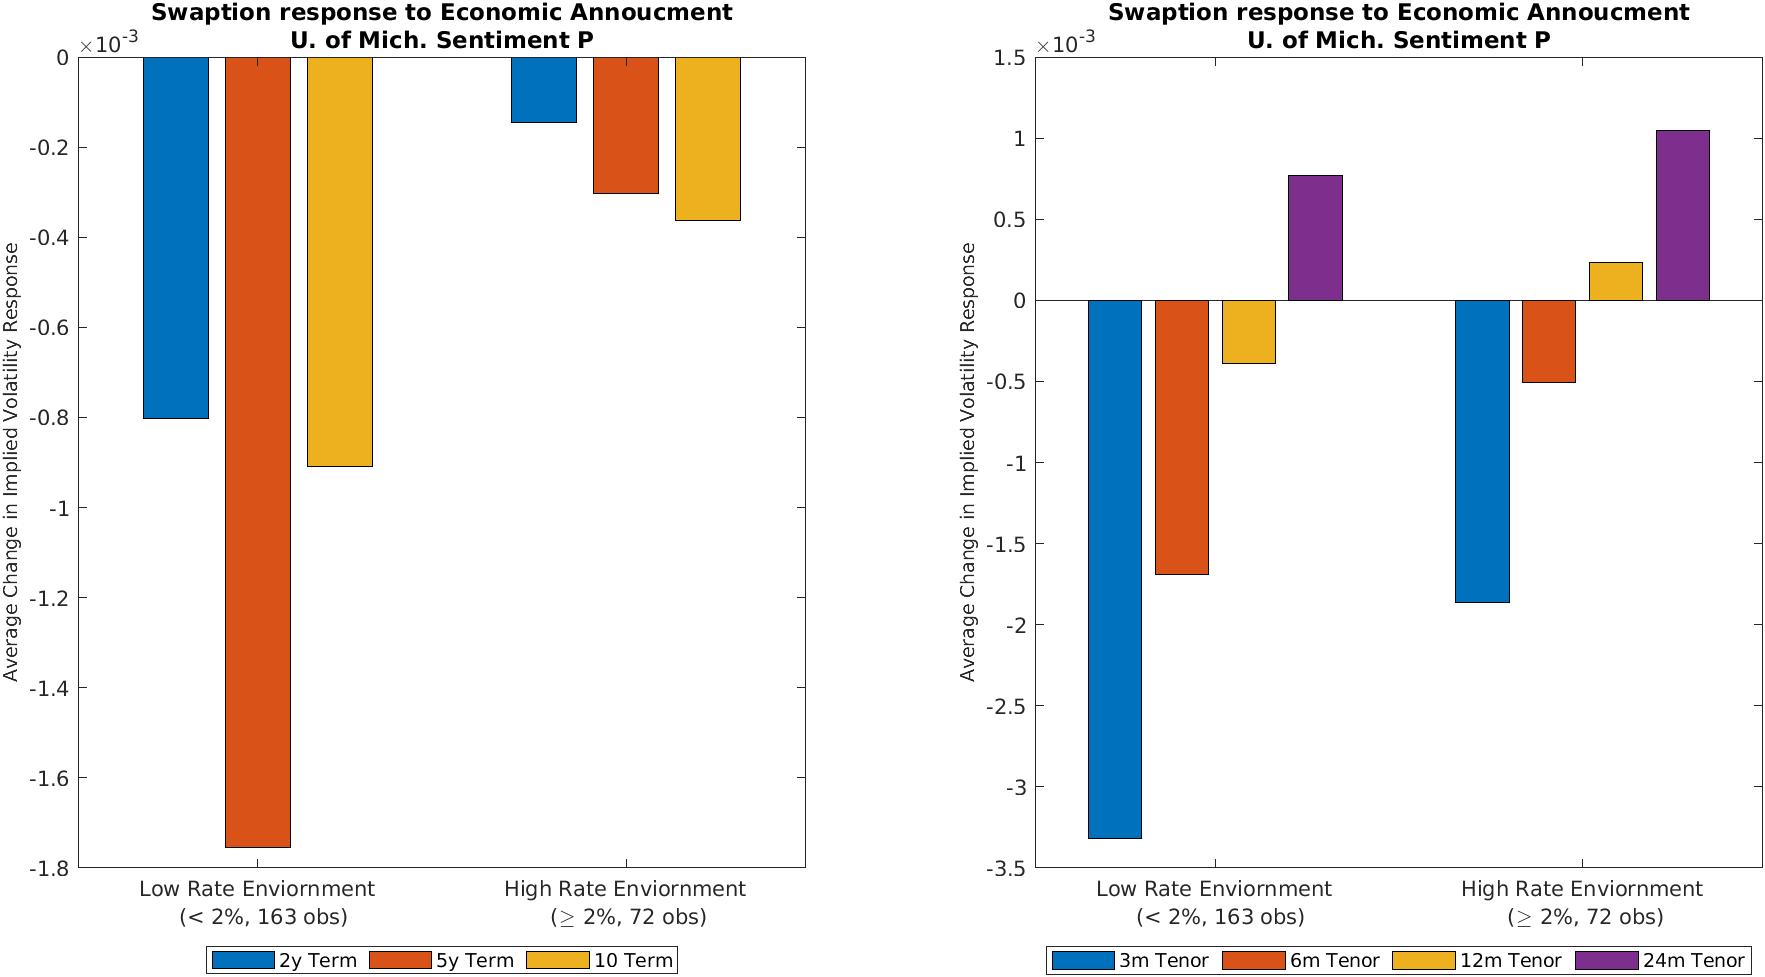 Swaption response to Economic Annoucment
U. of Mich. Sentiment P
×10-3
0
-0.2
-0.4
-0.6
-0.8
-1
-1.2
-1.4
-1.6
-1.8
Average Change in Implied Volatility Response
Low Rate Enviornment
(< 2%, 163 obs)
High Rate Enviornment
(≥ 2%, 72 obs)
2y Term 5y Term 10 Term
Swaption response to Economic Annoucment
U. of Mich. Sentiment P
×10-3
1.5
1
0.5
0
-0.5
-1
-1.5
-2
-2.5
-3
-3.5
Average Change in Implied Volatility Response
Low Rate Enviornment
(< 2%, 163 obs)
High Rate Enviornment
(≥ 2%, 72 obs)
3m Tenor 6m Tenor 12m Tenor 24m Tenor